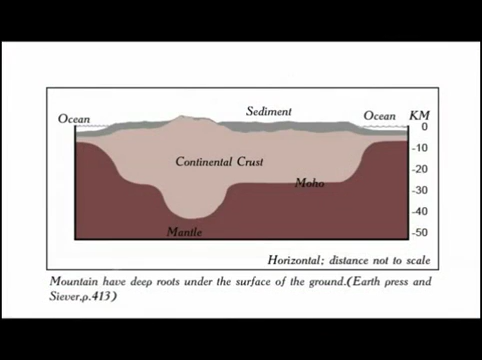 Ocean Sediment Ocean KM
0
-10
Continental Crust
-20
Moho
-30
-40
Mantle
-50
Horizontal; distance not to scale
Mountain have deep roots under the surface of the ground.(Earth press and
Siever,p.413)